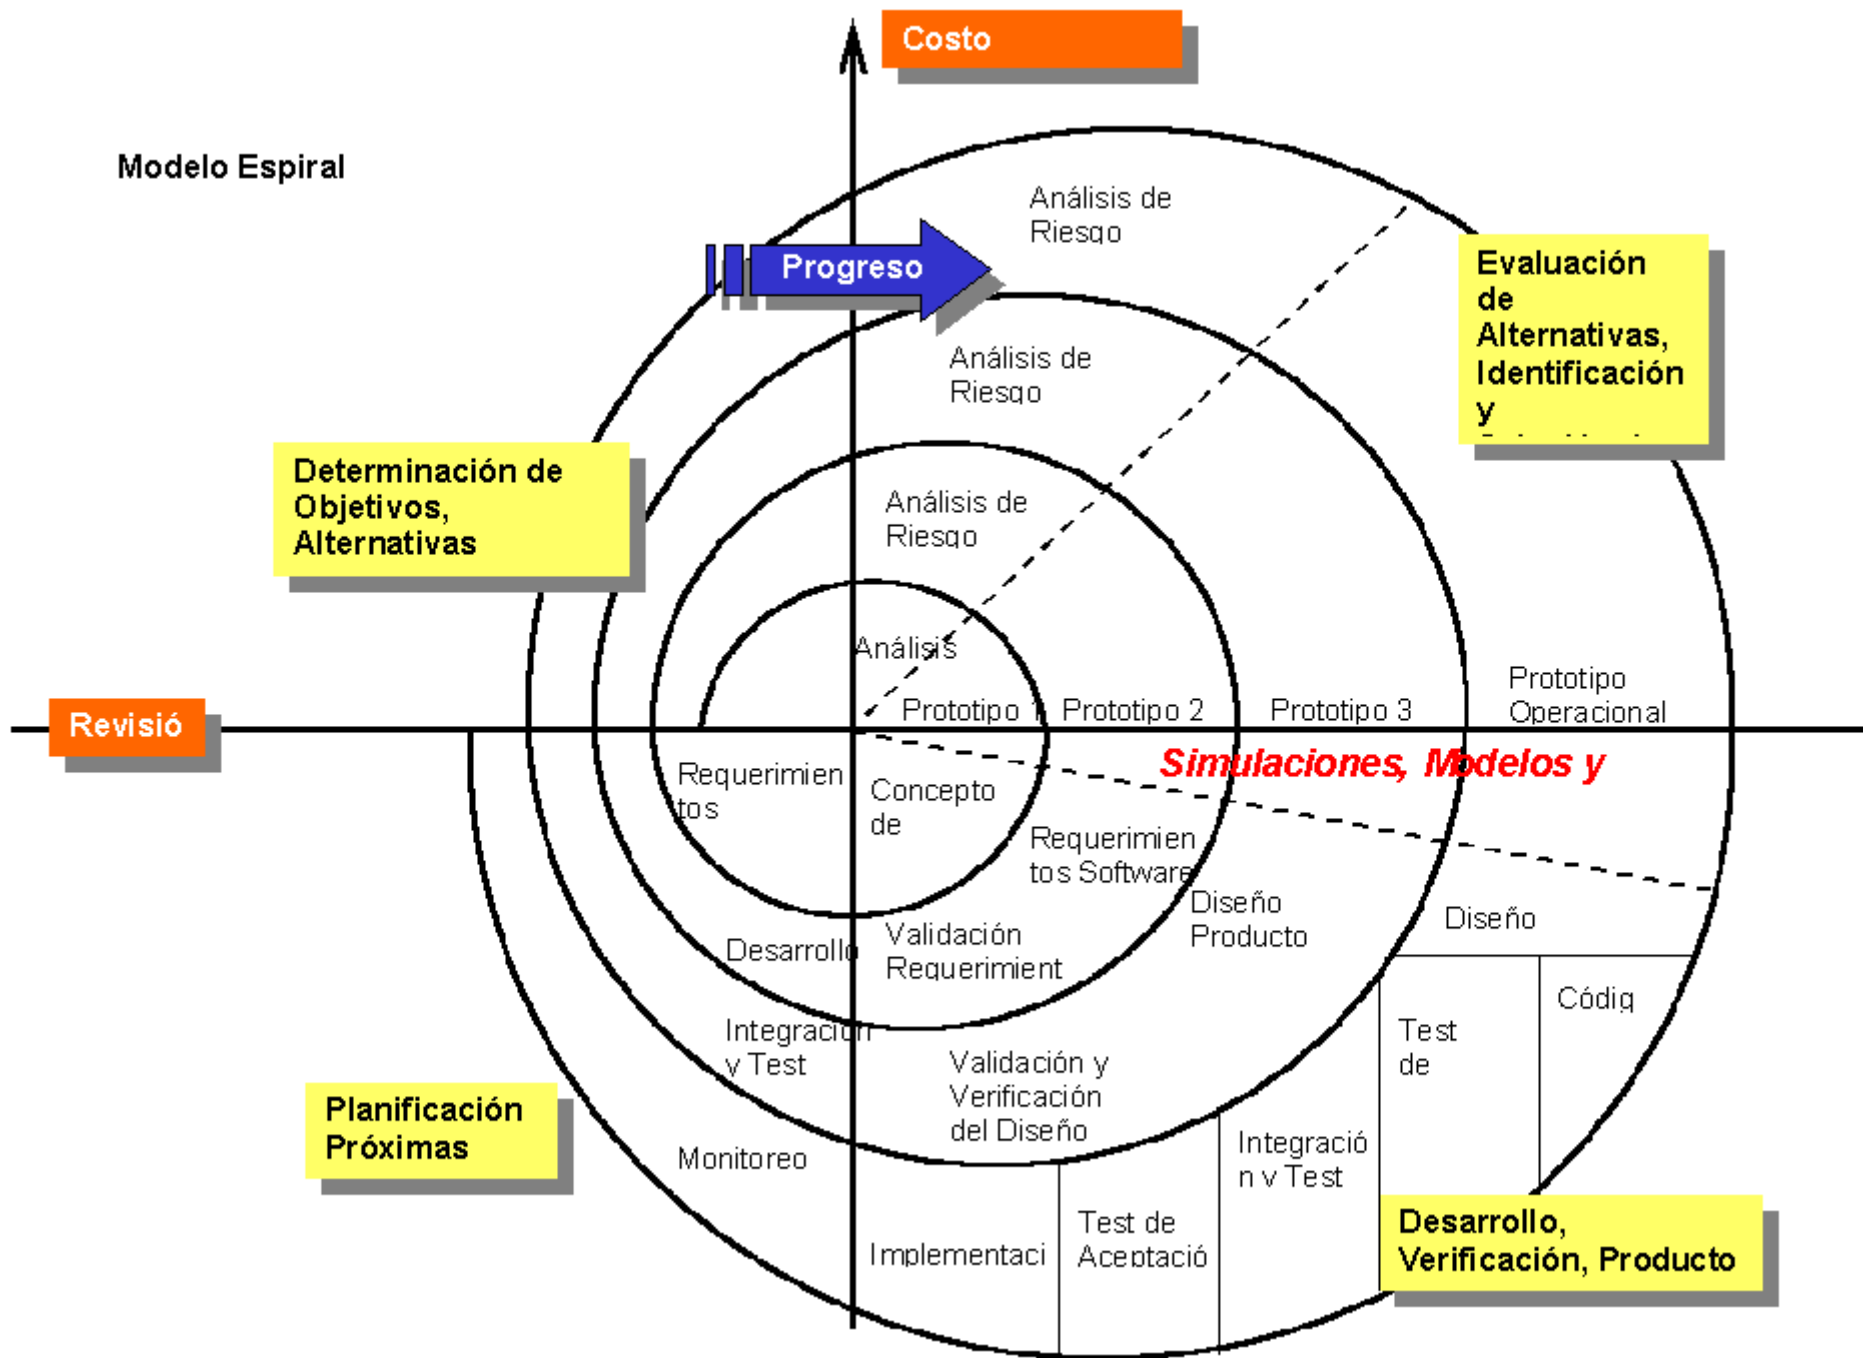 Costo
Modelo Espiral
Análisis de
Riesgo
Progreso
Evaluación
de
Alternativas,
Identificación
y
Análisis de
Riesgo
Determinación de
Objetivos,
Alternativas
Análisis de
Riesgo
Análisis
Prototipo 1
Prototipo 2
Prototipo 3
Prototipo
Operacional
Revisió
Simulaciones, Modelos y
Requerimien
tos
Concepto
de
Requerimien
tos Software
Diseño
Producto
Diseño
Desarrollo
Validación
Requerimient
Códig
Test
de
Integración
y Test
Validación y
Verificación
del Diseño
Planificación
Próximas
Monitoreo
Integració
n y Test
Implementaci
Test de
Aceptació
Desarrollo,
Verificación, Producto